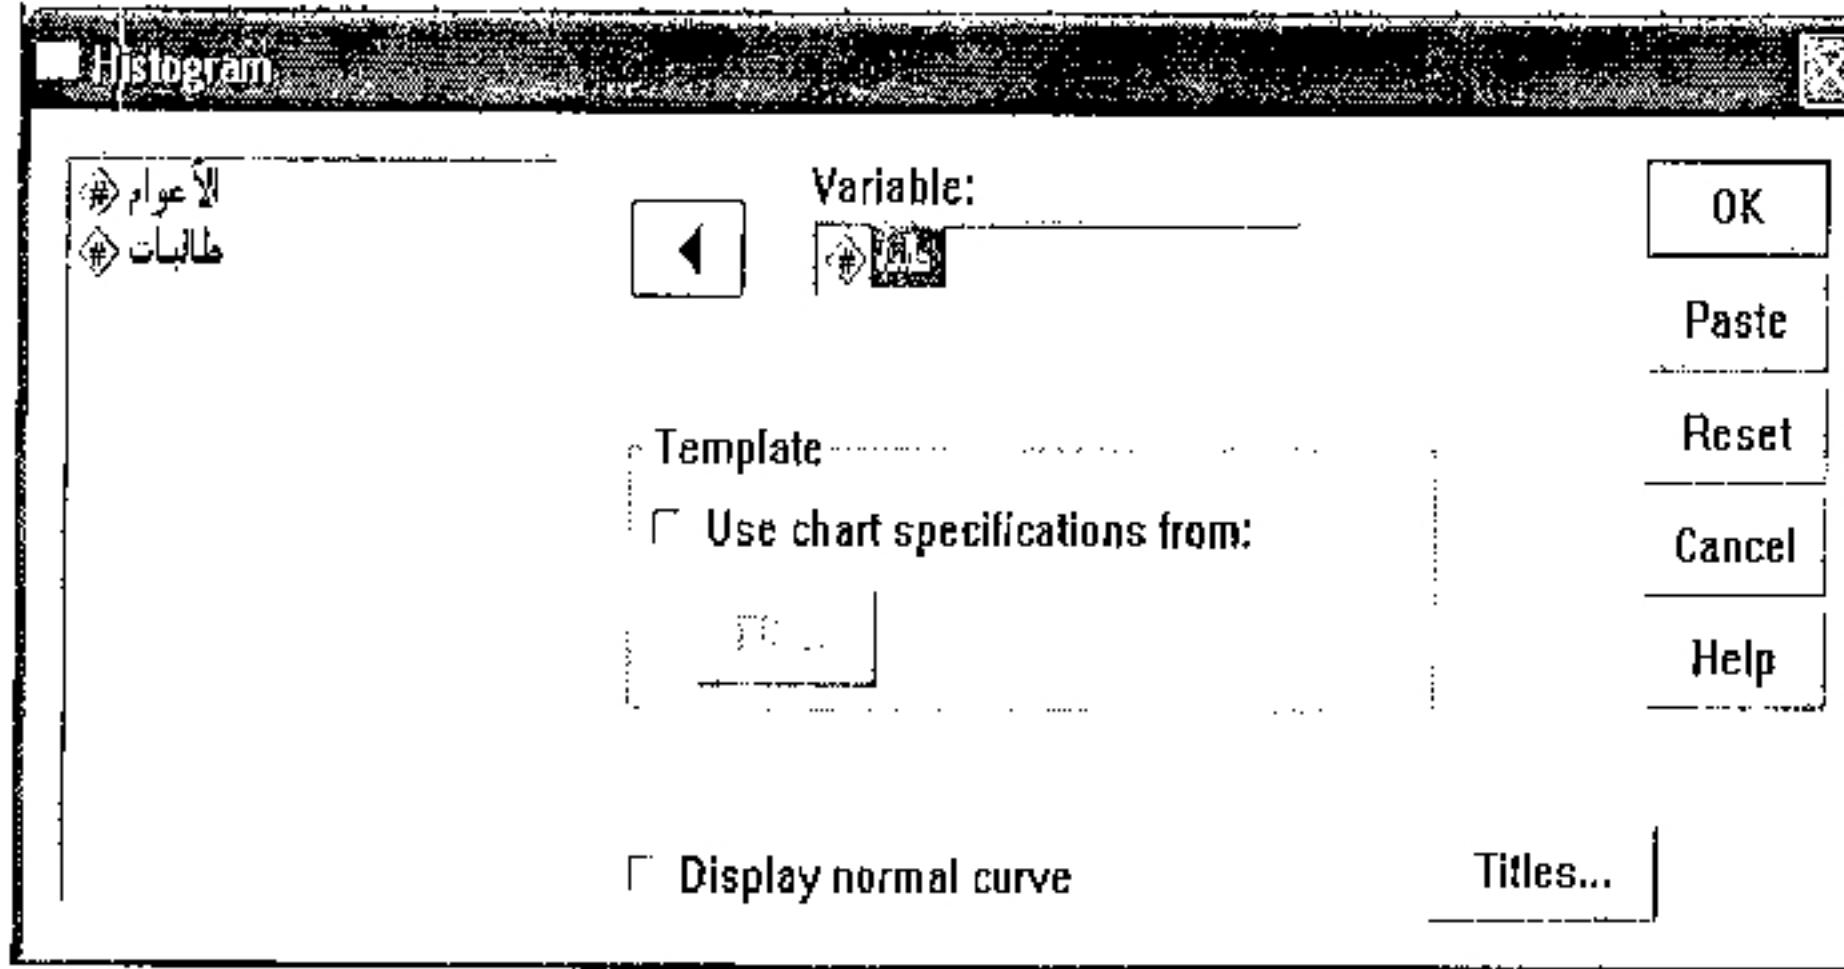 Histogram
الأعوام
طالبات
Variable:
OK
Paste
Template
Reset
Use chart specifications from:
Cancel
Help
Display normal curve
Titles...